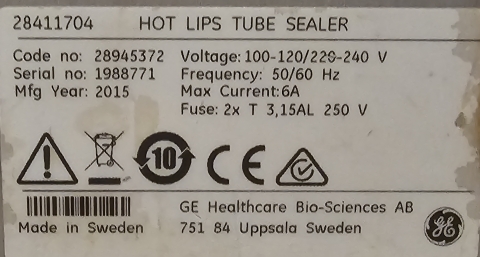 28411704 HOT LIPS TUBE SEALER
Code no: 28945372 Voltage: 100-120/220-240 V
Serial no: 1988771 Frequency: 50/60 Hz
Mfg Year: 2015 Max Current:6A
Fuse: 2x T 3,15AL 250 V
10 CE
GE Healthcare Bio-Sciences AB
Made in Sweden 751 84 Uppsala Sweden
GE